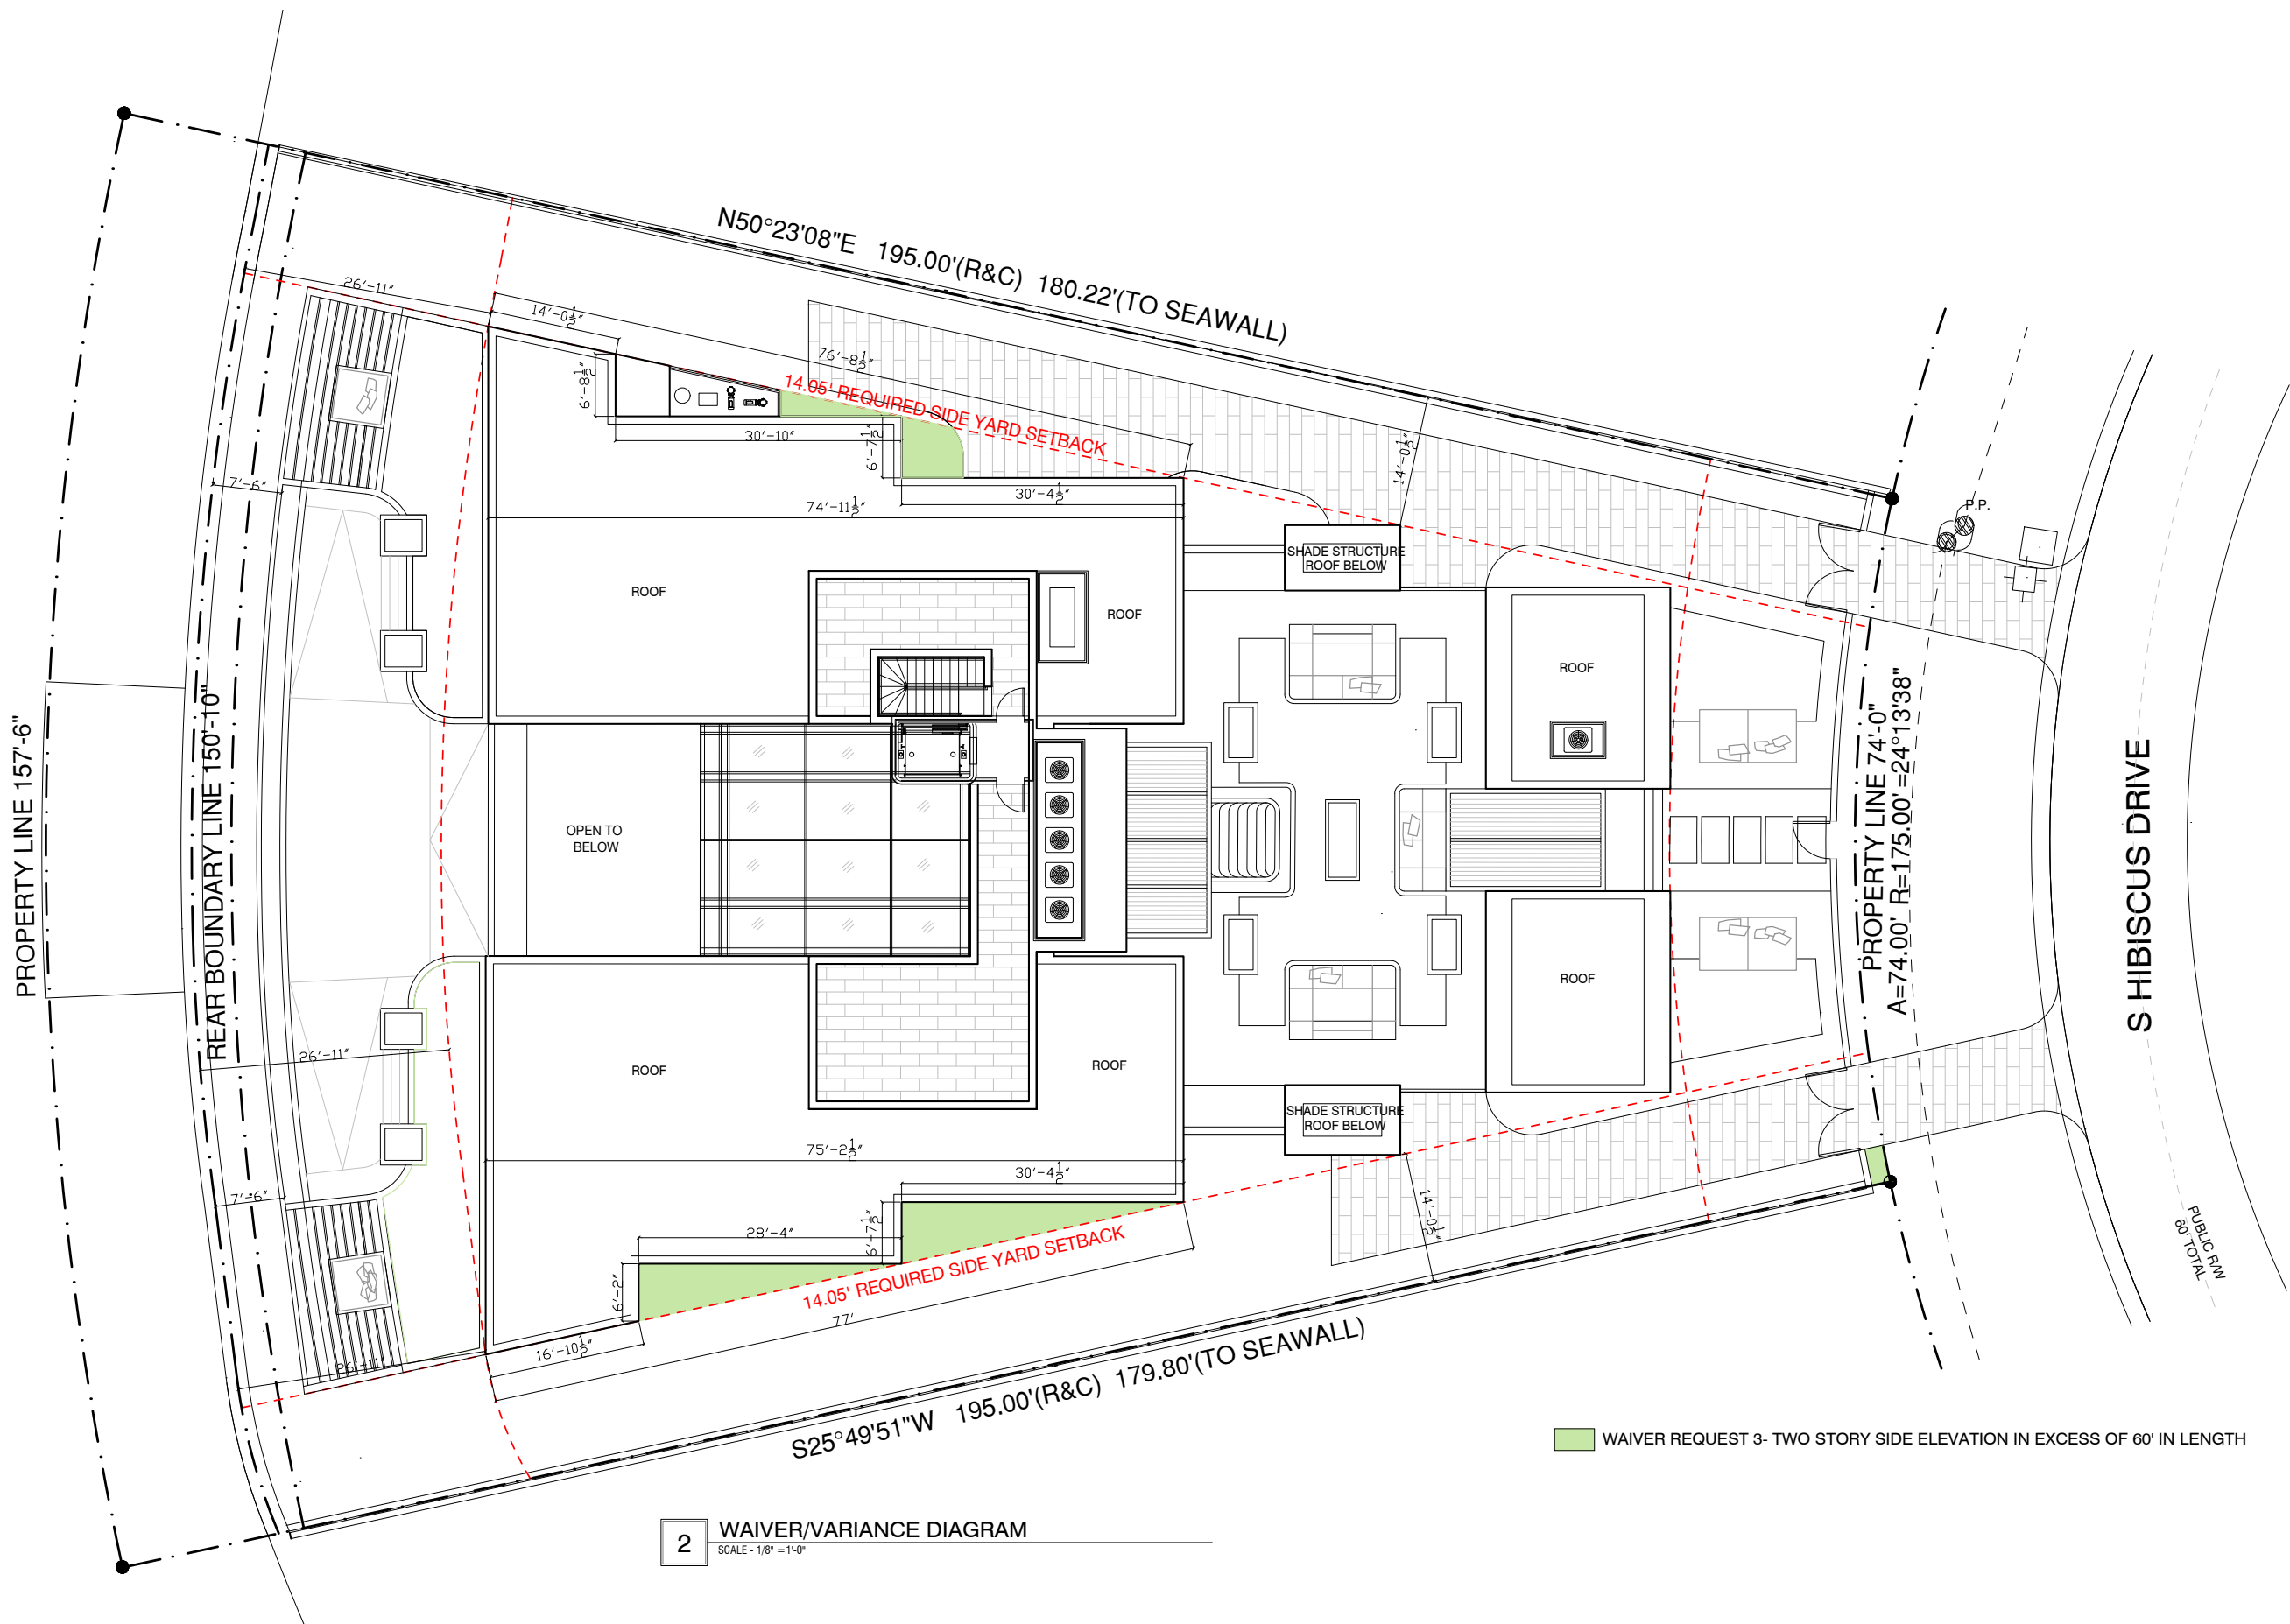 N50°23'08"E 195.00'(R&C) 180.22'(TO SEAWALL)
26'-11"
14'-0½"
76'-8½"
6'-8½"
14.05' REQUIRED SIDE YARD SETBACK
30'-10"
6'-7½"
14'-0½"
7'-6"
30'-4½"
74'-11½"
P.P.
SHADE STRUCTURE
ROOF BELOW
ROOF
ROOF
ROOF
PROPERTY LINE 157'-6"
REAR BOUNDARY LINE 150'-10"
OPEN TO
BELOW
PROPERTY LINE 74'-0"
A=74.00' R=175.00'=24°13'38"
S HIBISCUS DRIVE
ROOF
26'-11"
ROOF
ROOF
SHADE STRUCTURE
ROOF BELOW
75'-2½"
30'-4½"
7'-6"
28'-4"
6'-7½"
14'-0½"
6'-2"
14.05' REQUIRED SIDE YARD SETBACK
77'
16'-10½"
26'-11"
PUBLIC R/W
60' TOTAL
S25°49'51"W 195.00'(R&C) 179.80'(TO SEAWALL)
WAIVER REQUEST 3- TWO STORY SIDE ELEVATION IN EXCESS OF 60' IN LENGTH
2
WAIVER/VARIANCE DIAGRAM
SCALE - 1/8" =1'-0"